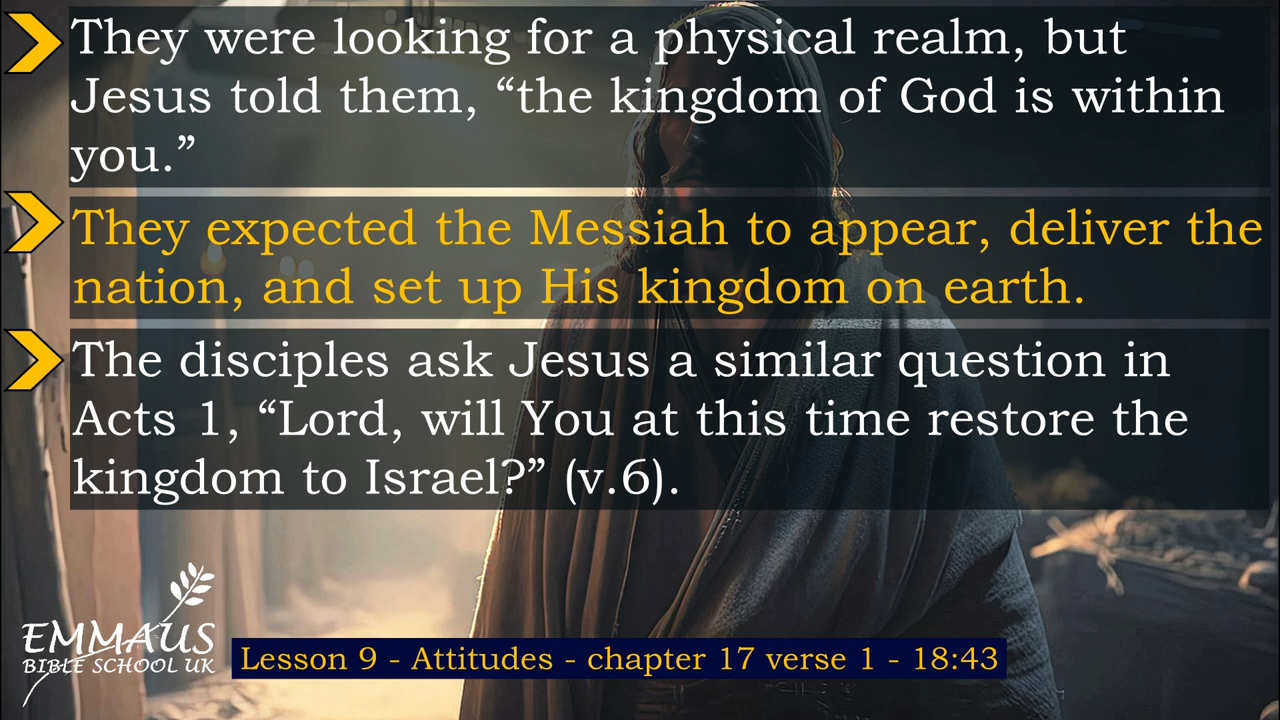 They were looking for a physical realm, but
Jesus told them, “the kingdom of God is within
you.”
They expected the Messiah to appear, deliver the
nation, and set up His kingdom on earth.
The disciples ask Jesus a similar question in
Acts 1, “Lord, will You at this time restore the
kingdom to Israel?” (v.6).
EMMAUS
BIBLE SCHOOL UK
Lesson 9 - Attitudes - chapter 17 verse 1 - 18:43